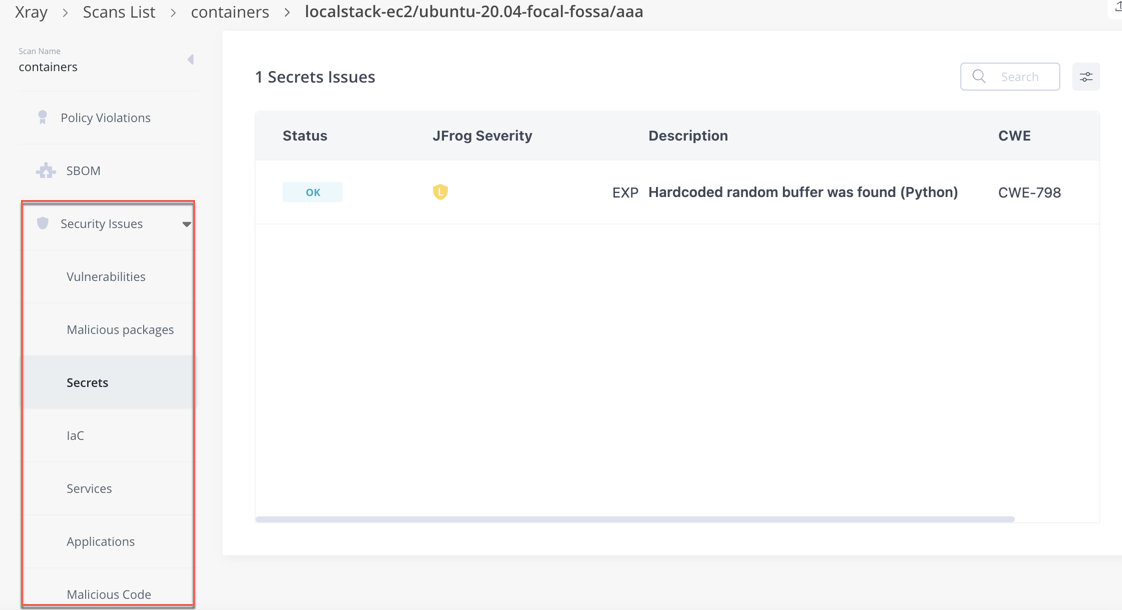 Xray > Scans List > containers > localstack-ec2/ubuntu-20.04-focal-fossa/aaa
Scan Name
containers
Policy Violations
SBOM
Security Issues
Vulnerabilities
Malicious packages
Secrets
IaC
Services
Applications
Malicious Code
1 Secrets Issues
Search
Status JFrog Severity Description CWE
OK L EXP Hardcoded random buffer was found (Python) CWE-798